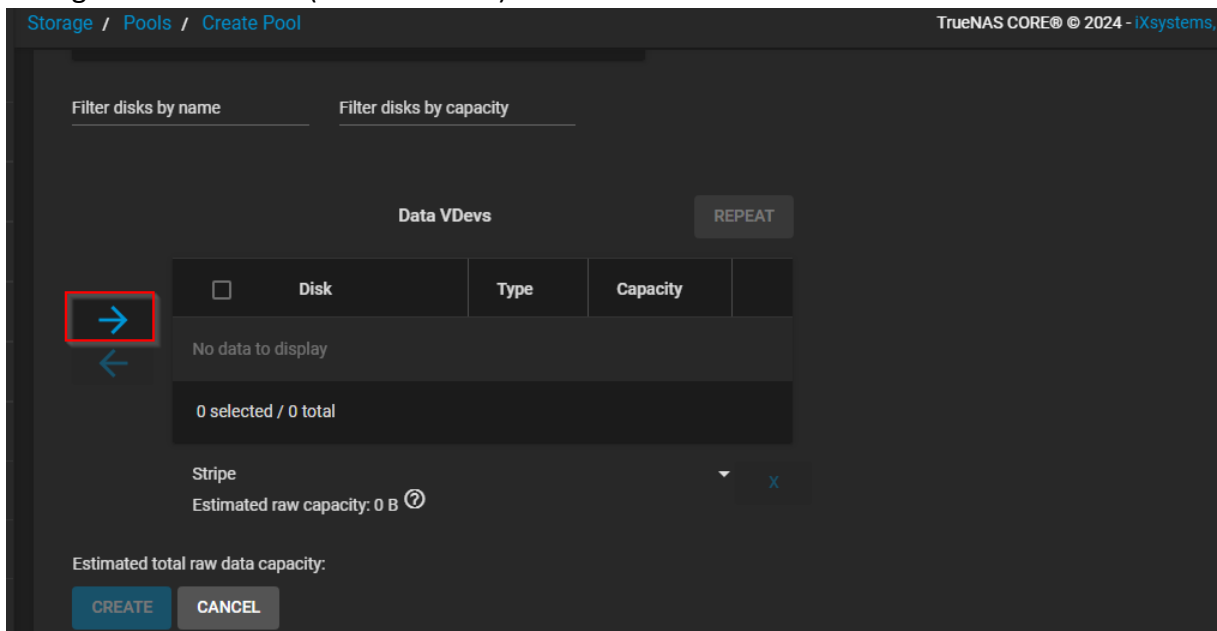 Storage / Pools / Create Pool
TrueNAS CORE® © 2024 - iXsystems,
Filter disks by name
Filter disks by capacity
Data VDevs
REPEAT
Disk
Type
Capacity
No data to display
0 selected / 0 total
Stripe
X
Estimated raw capacity: 0 B
Estimated total raw data capacity:
CREATE
CANCEL